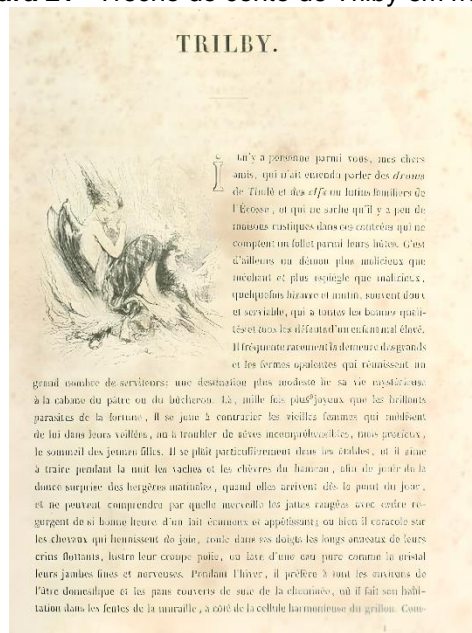 Trecho do conto de Trilby em
TRILBY.
Il n'y a personne parmi vous, mes chers
amis, qui n'ait entendu parler des drows
de Thulé et des elfs ou lutins familiers de
l'Écosse, et qui ne sache qu'il y a peu de
maisons rustiques dans ces contrées qui ne
comptent un follet parmi leurs hôtes. C'est
d'ailleurs un démon plus malicieux que
méchant et plus espiègle que malicieux,
quelquefois bizarre et mutin, souvent doux
et serviable, qui a toutes les bonnes quali-
tés et tous les défauts d'un enfant mal élevé.
Il fréquente rarement la demeure des grands
et les fermes opulentes qui réunissent un
grand nombre de serviteurs: une destination plus modeste lie sa vie mystérieuse
à la cabane du pâtre ou du bûcheron. Là, mille fois plus joyeux que les brillants
parasites de la fortune, il se joue à contrarier les vieilles femmes qui médisent
de lui dans leurs veillées, ou à troubler de rêves incompréhensibles, mais gracieux,
le sommeil des jeunes filles. Il se plaît particulièrement dans les étables, et il aime
à traire pendant la nuit les vaches et les chèvres du hameau, afin de jouir de la
douce surprise des bergères matinales, quand elles arrivent dès le point du jour,
et ne peuvent comprendre par quelle merveille les jattes rangées avec ordre re-
gorgent de si bonne heure d'un lait écumeux et appétissant; ou bien il caracole sur
les chevaux qui hennissent de joie, roule dans ses doigts les longs anneaux de leurs
crins flottants, lustre leur croupe polie, ou lave d'une eau pure comme le cristal
leurs jambes fines et nerveuses. Pendant l'hiver, il préfère à tout les environs de
l'âtre domestique et les pans couverts de suie de la cheminée, où il fait son habi-
tation dans les fentes de la muraille, à côté de la cellule harmonieuse du grillon. Com-
1